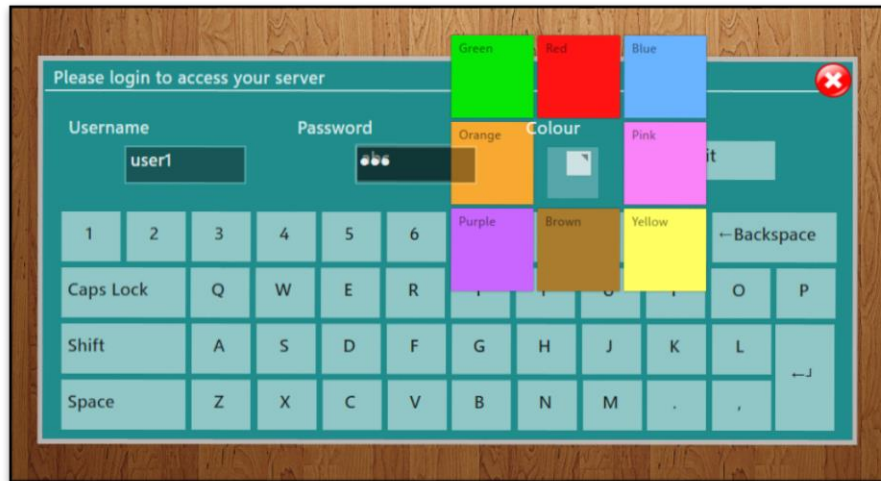 Please login to access your server
Green Red Blue
Username Password Colour
Orange Pink
user1 it
Purple Brown Yellow
1 2 3 4 5 6 ←Backspace
Caps Lock Q W E R O P
Shift A S D F G H J K L ↵
Space Z X C V B N M . ,